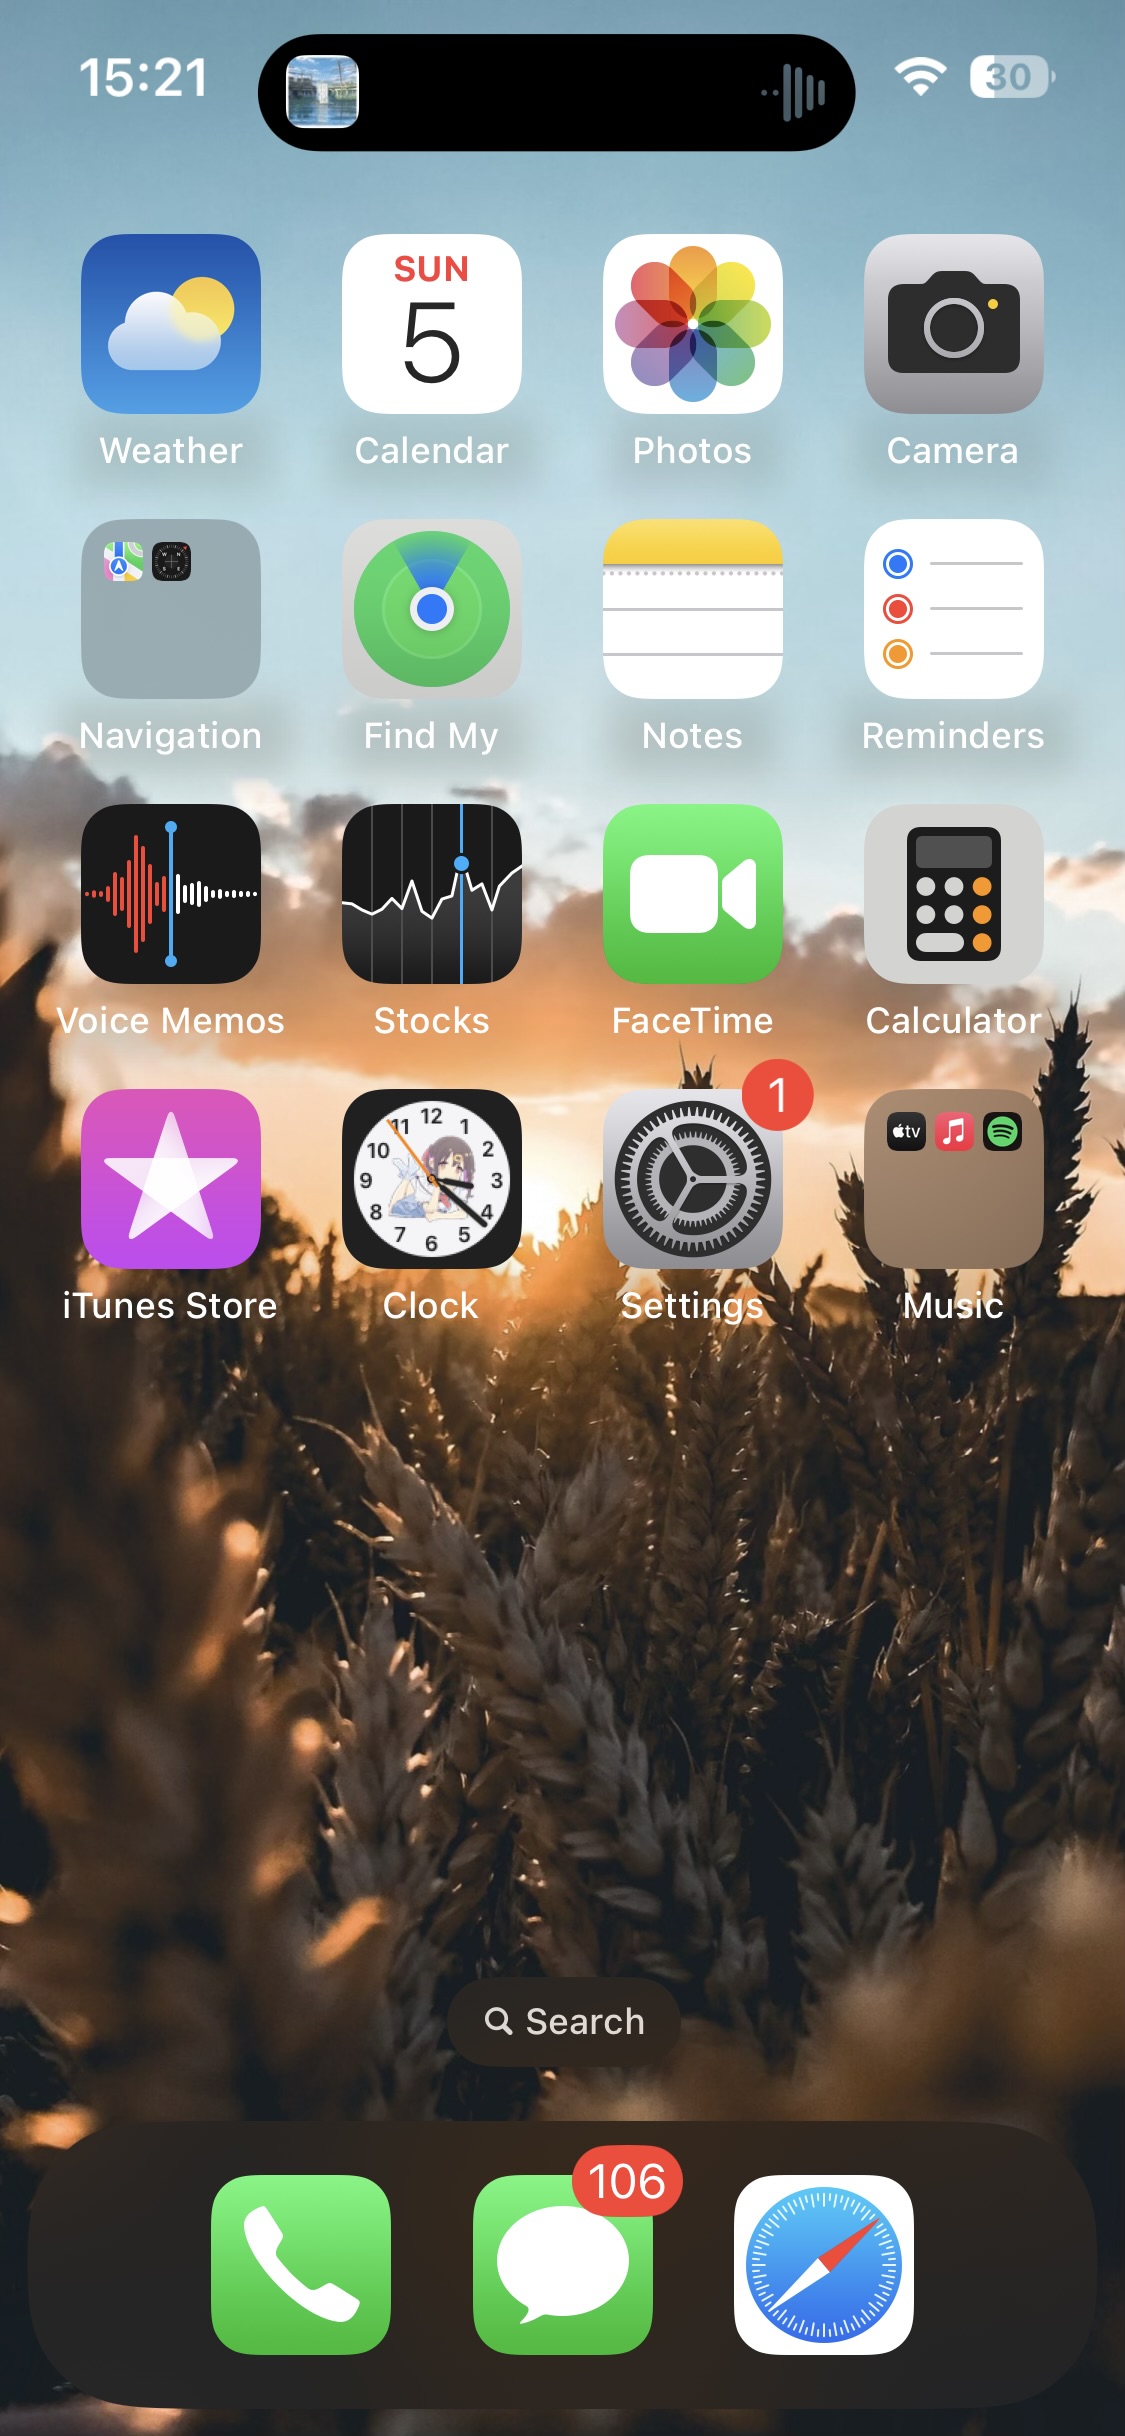 15:21
30
SUN
5
Weather
Calendar
Photos
Camera
Navigation
Find My
Notes
Reminders
Voice Memos
Stocks
FaceTime
Calculator
12
11
1
10
2
9
3
8
4
7
5
6
1
tv
iTunes Store
Clock
Settings
Music
Search
106